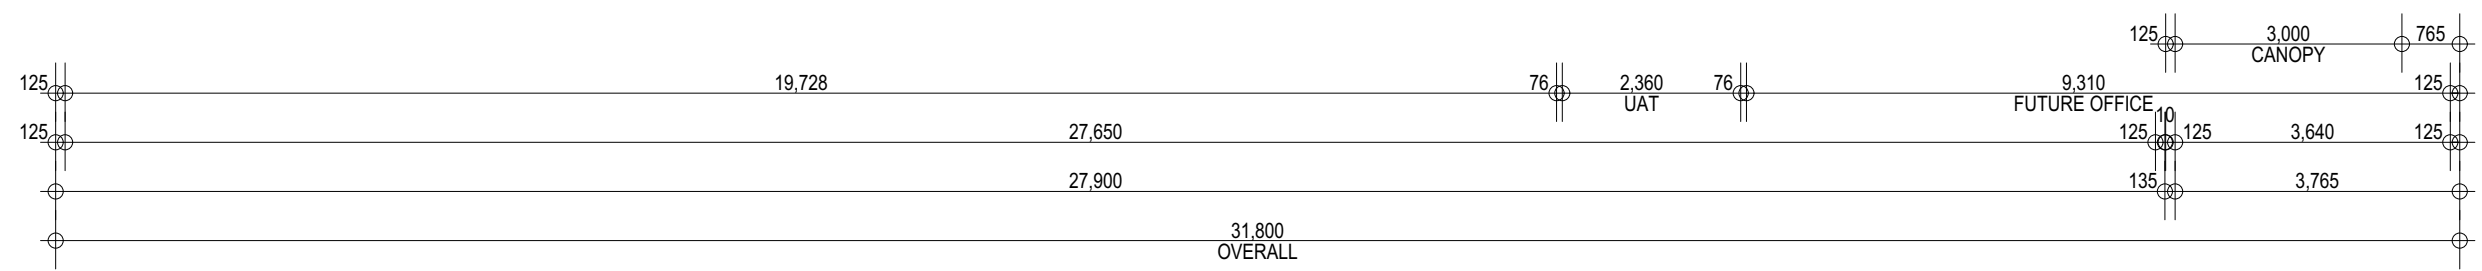 125 3,000 765
CANOPY
125 19,728 76 2,360 76 9,310 125
UAT FUTURE OFFICE
10
125 27,650 125 125 3,640 125
27,900 135 3,765
31,800
OVERALL